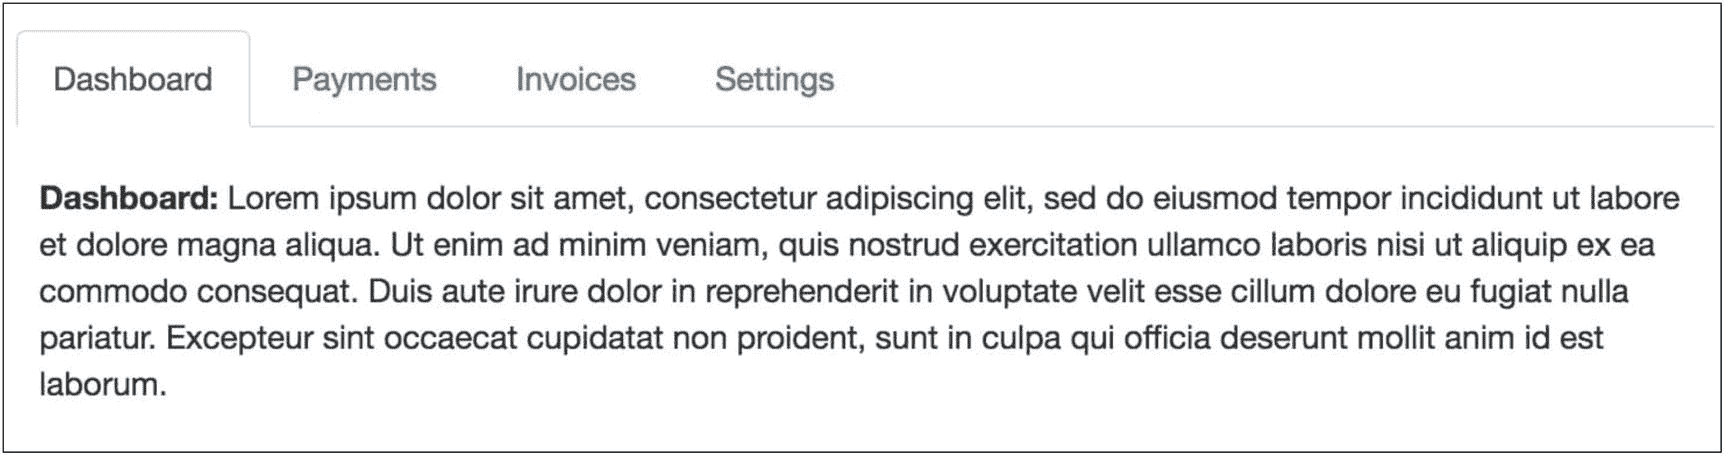 Dashboard Payments Invoices Settings
Dashboard: Lorem ipsum dolor sit amet, consectetur adipiscing elit, sed do eiusmod tempor incididunt ut labore
et dolore magna aliqua. Ut enim ad minim veniam, quis nostrud exercitation ullamco laboris nisi ut aliquip ex ea
commodo consequat. Duis aute irure dolor in reprehenderit in voluptate velit esse cillum dolore eu fugiat nulla
pariatur. Excepteur sint occaecat cupidatat non proident, sunt in culpa qui officia deserunt mollit anim id est
laborum.